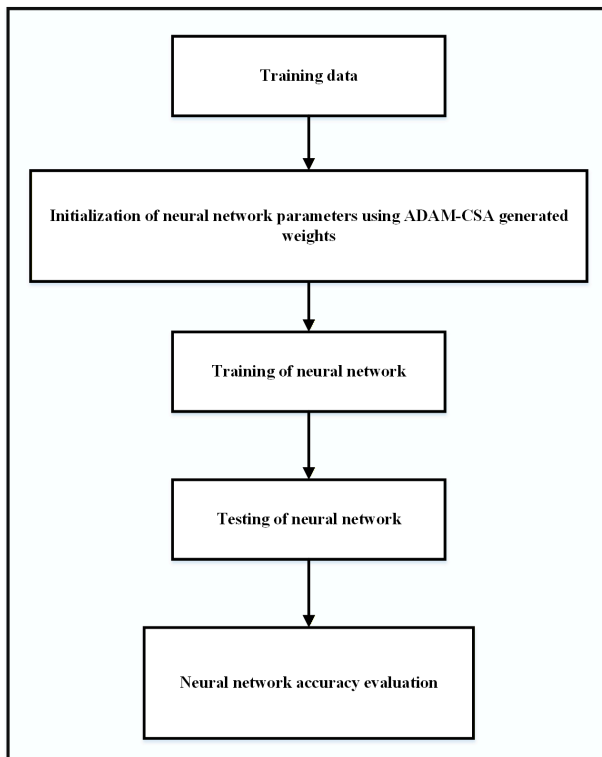 Training data
Initialization of neural network parameters using ADAM-CSA generated
weights
Training of neural network
Testing of neural network
Neural network accuracy evaluation